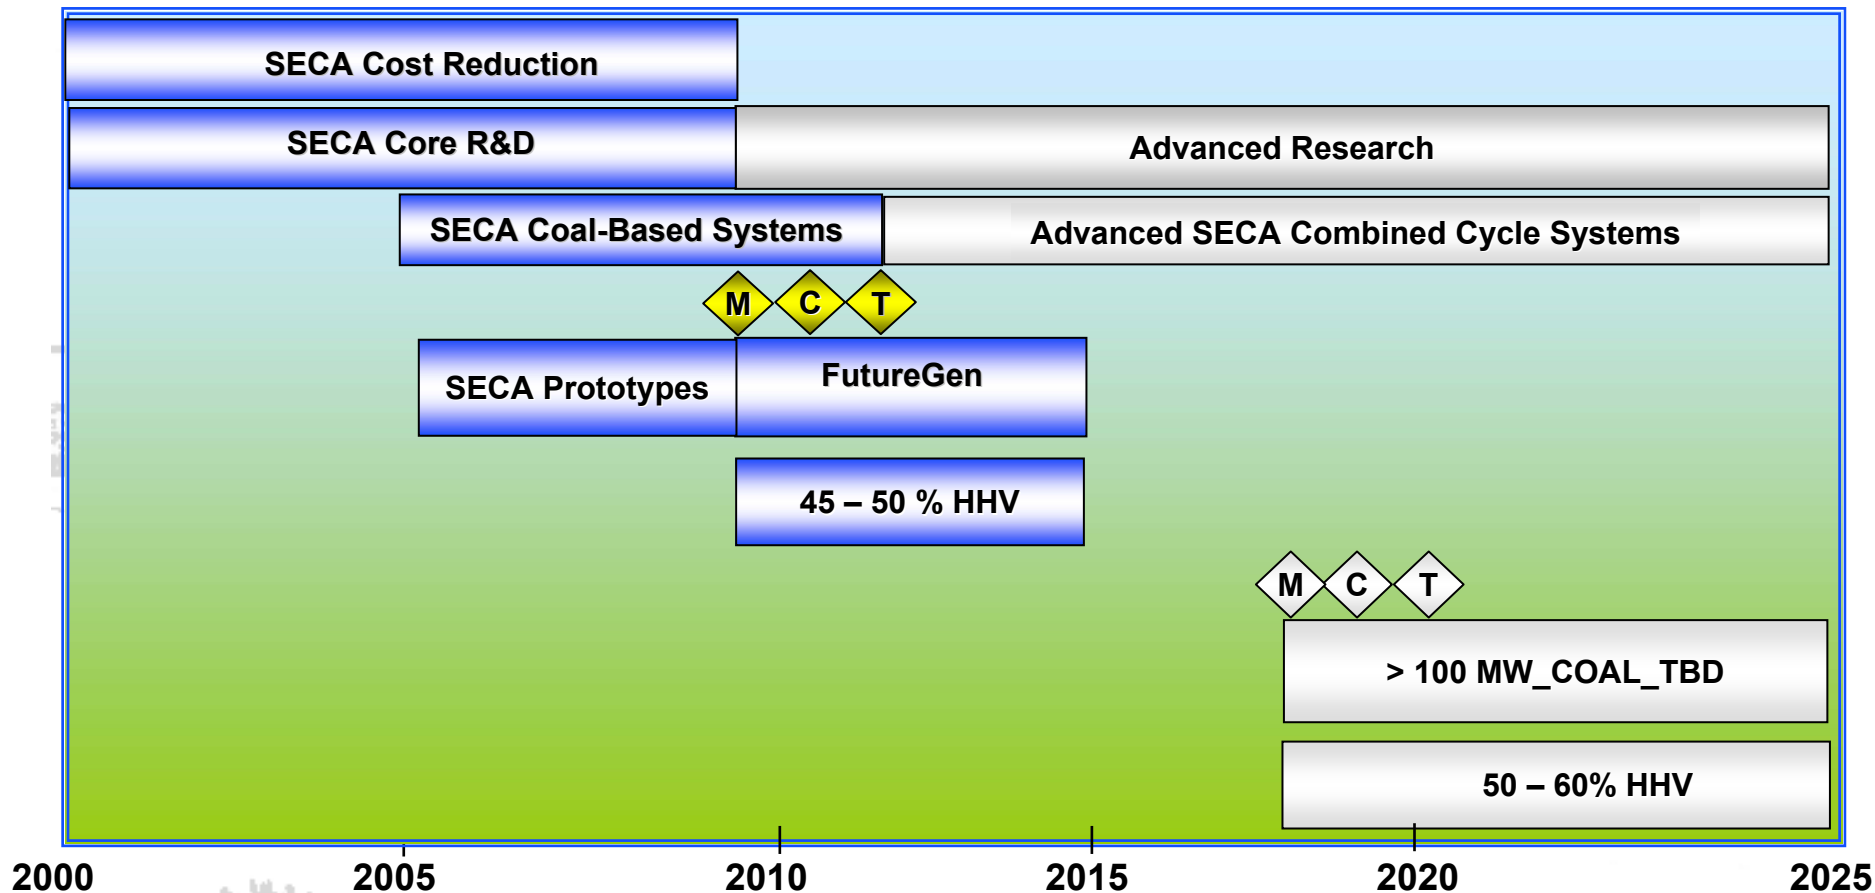 SECA Cost Reduction
SECA Core R&D
Advanced Research
SECA Coal-Based Systems
Advanced SECA Combined Cycle Systems
M C T
SECA Prototypes
FutureGen
45 – 50 % HHV
M C T
> 100 MW_COAL_TBD
50 – 60% HHV
2000 2005 2010 2015 2020 2025